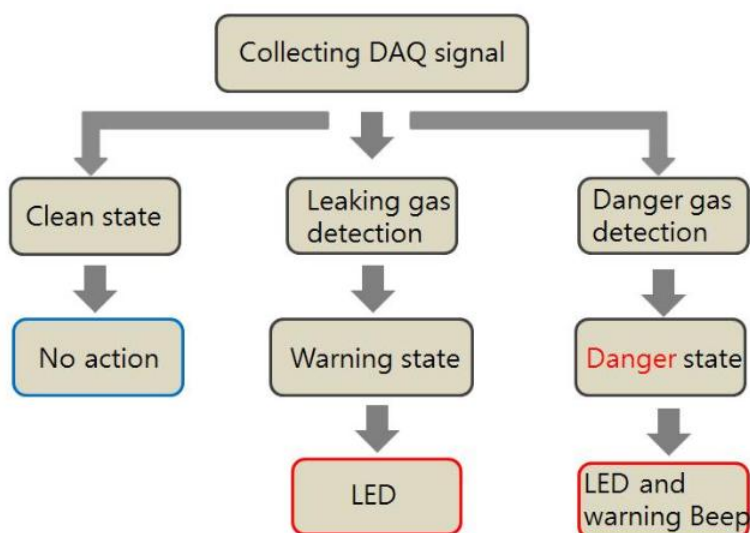 Collecting DAQ signal
Clean state
Leaking gas
detection
Danger gas
detection
No action
Warning state
Danger state
LED
LED and
warning Beep